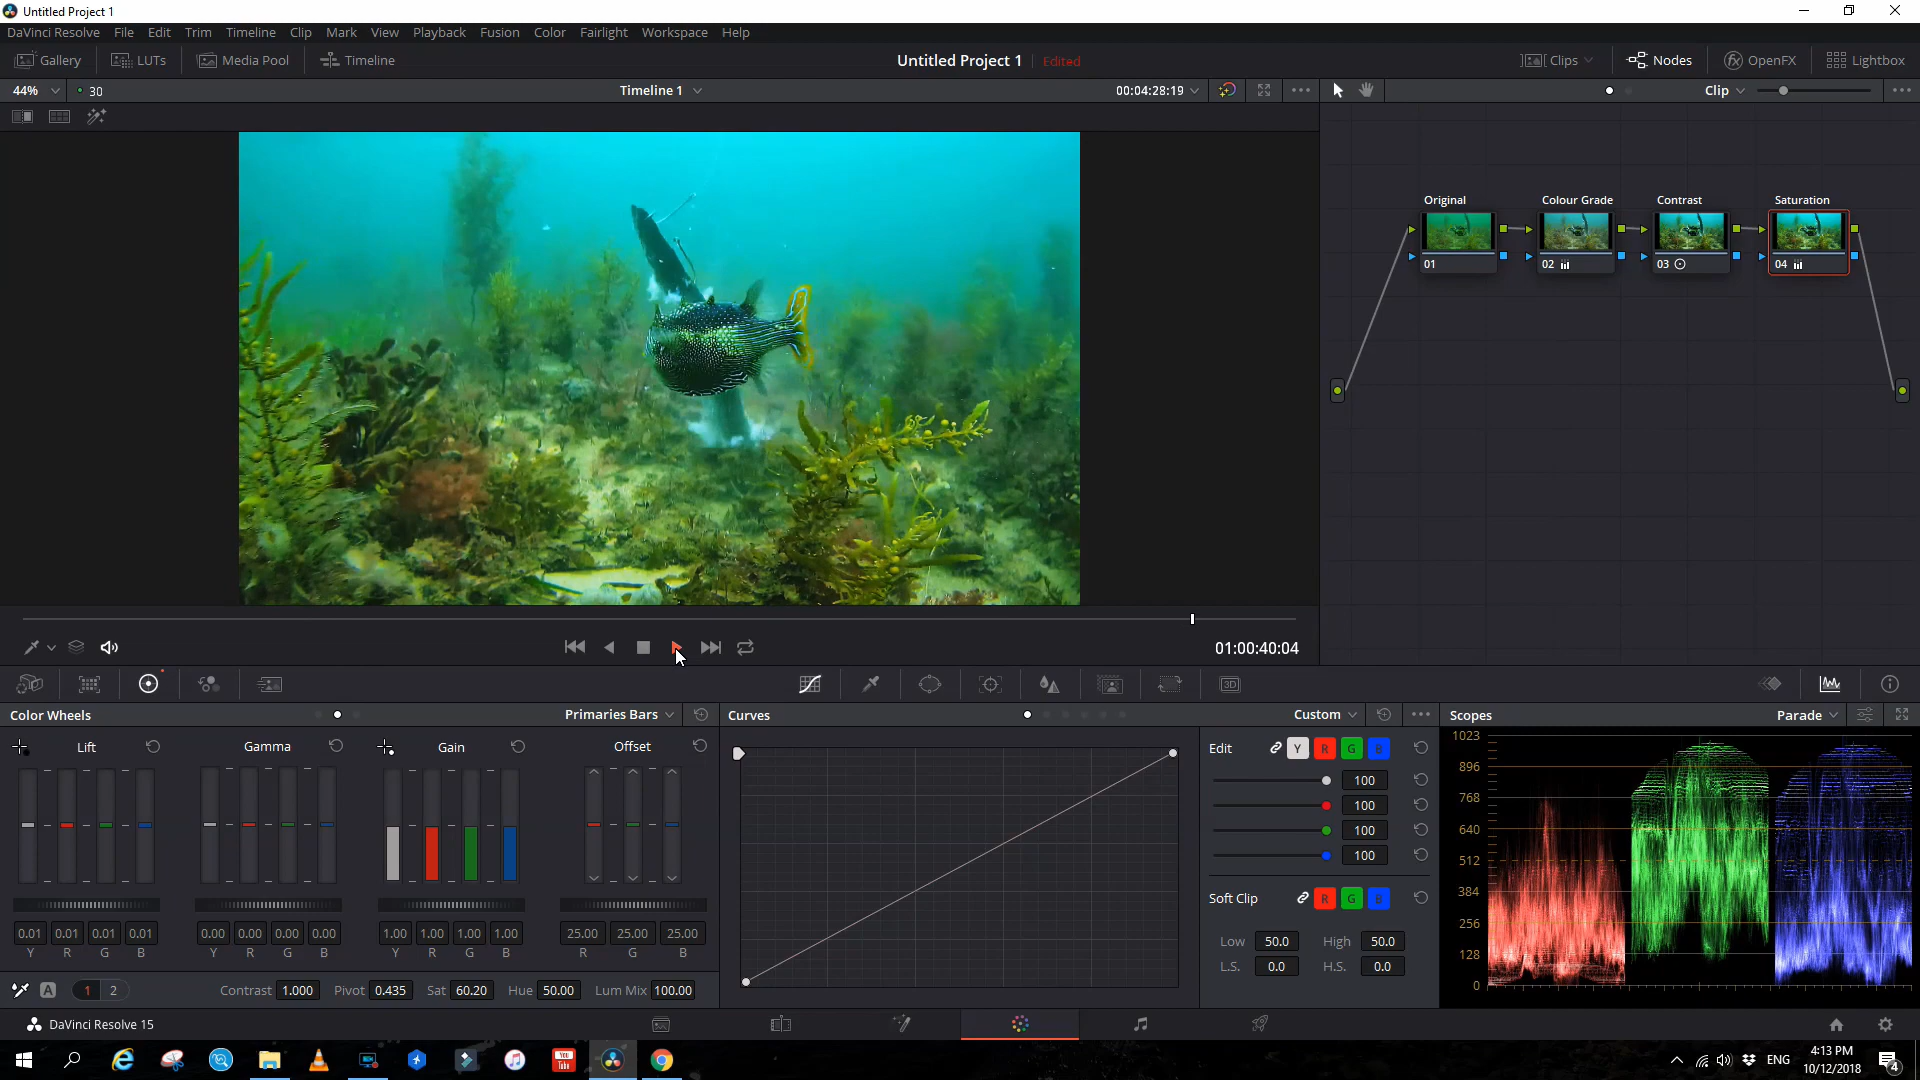 Untitled Project 1
DaVinci Resolve File Edit Trim Timeline Clip Mark View Playback Fusion Color Fairlight Workspace Help
Gallery LUTs Media Pool Timeline Untitled Project 1 Edited Clips Nodes OpenFX Lightbox
44% 30 Timeline 1 00:04:28:19 Clip
Original Colour Grade Contrast Saturation
01 02 03 04
01:00:40:04
Color Wheels Primaries Bars Curves Custom Scopes Parade
Lift Gamma Gain Offset
Edit Y R G B
100
100
100
100
Soft Clip R G B
Low 50.0 High 50.0
L.S. 0.0 H.S. 0.0
1023
896
768
640
512
384
256
128
0
0.01 0.01 0.01 0.01 0.00 0.00 0.00 0.00 1.00 1.00 1.00 1.00 25.00 25.00 25.00
Y R G B Y R G B Y R G B R G B
A 1 2 Contrast 1.000 Pivot 0.435 Sat 60.20 Hue 50.00 Lum Mix 100.00
DaVinci Resolve 15
You Tube
ENG
4:13 PM
10/12/2018
4
3D